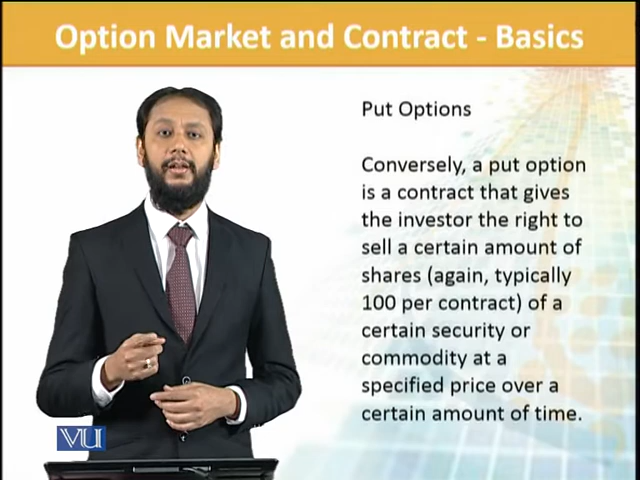 Option Market and Contract - Basics
Put Options
Conversely, a put option
is a contract that gives
the investor the right to
sell a certain amount of
shares (again, typically
100 per contract) of a
certain security or
commodity at a
specified price over a
certain amount of time.
VU